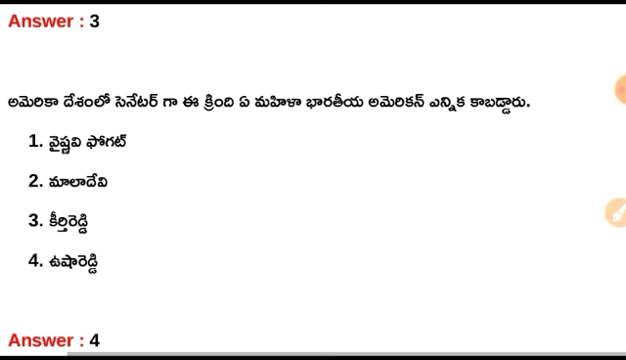 Answer : 3
అమెరికా దేశంలో సెనేటర్ గా ఈ క్రింది ఏ మహిళా భారతీయ అమెరికన్ ఎన్నిక కాబడ్డారు.
1. వైష్ణవి ఫోగట్
2. మాలాదేవి
3. కీర్తిరెడ్డి
4. ఉషారెడ్డి
Answer : 4